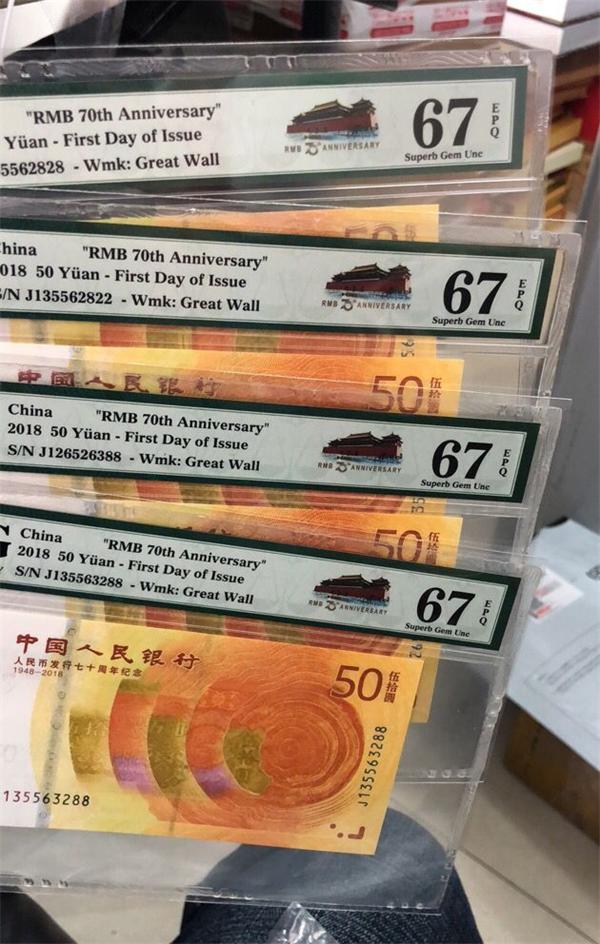 "RMB 70th Anniversary"
Yüan - First Day of Issue
5562828 - Wmk: Great Wall
RMB 70 ANNIVERSARY
67
EPQ
Superb Gem Unc
50
China "RMB 70th Anniversary"
2018 50 Yüan - First Day of Issue
S/N J135562822 - Wmk: Great Wall
RMB 70 ANNIVERSARY
67
EPQ
Superb Gem Unc
中国人民银行
50
伍拾圆
China "RMB 70th Anniversary"
2018 50 Yüan - First Day of Issue
S/N J126526388 - Wmk: Great Wall
RMB 70 ANNIVERSARY
67
EPQ
Superb Gem Unc
50
伍拾圆
G
China "RMB 70th Anniversary"
2018 50 Yüan - First Day of Issue
S/N J135563288 - Wmk: Great Wall
RMB 70 ANNIVERSARY
67
EPQ
Superb Gem Unc
中国人民银行
人民币发行七十周年纪念
1948-2018
50
伍拾圆
135563288
J135563288